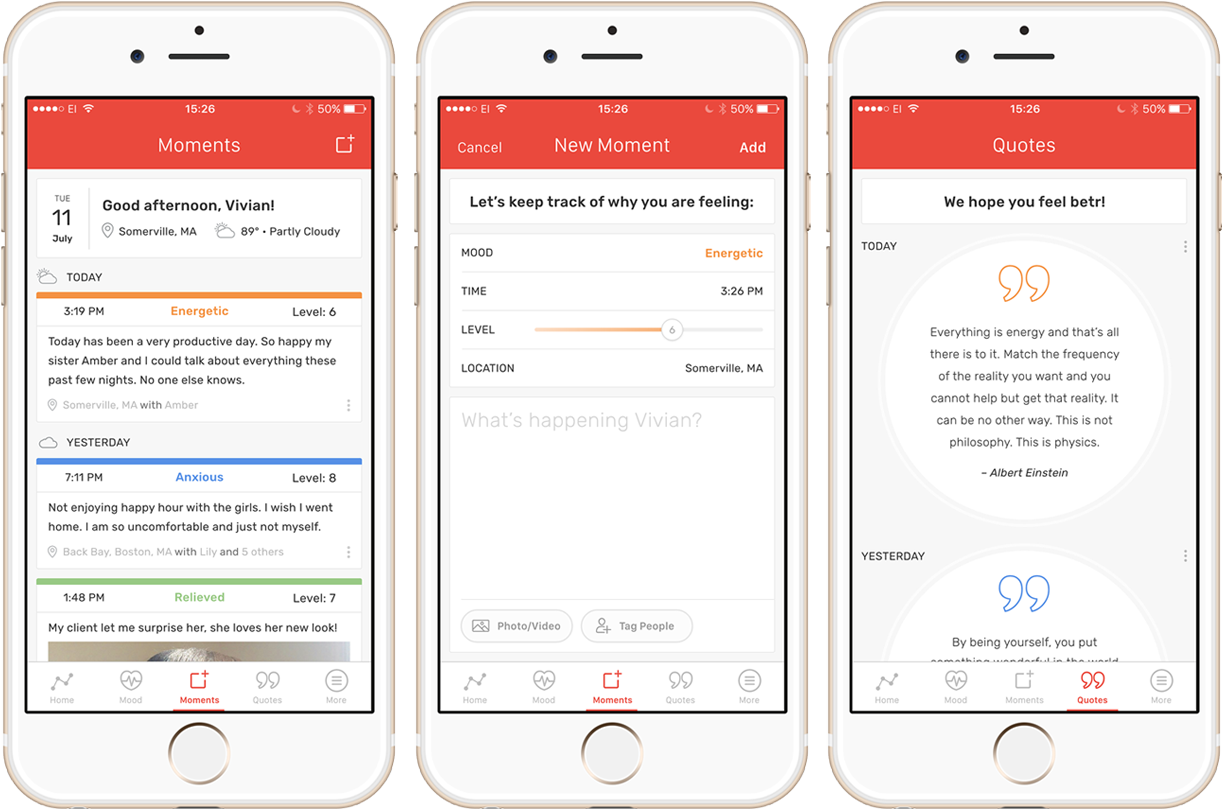 EI 15:26 50%
Moments
TUE
11
July
Good afternoon, Vivian!
Somerville, MA 89° • Partly Cloudy
TODAY
3:19 PM Energetic Level: 6
Today has been a very productive day. So happy my
sister Amber and I could talk about everything these
past few nights. No one else knows.
Somerville, MA with Amber
YESTERDAY
7:11 PM Anxious Level: 8
Not enjoying happy hour with the girls. I wish I went
home. I am so uncomfortable and just not myself.
Back Bay, Boston, MA with Lily and 5 others
1:48 PM Relieved Level: 7
My client let me surprise her, she loves her new look!
Home Mood Moments Quotes More
EI 15:26 50%
Cancel New Moment Add
Let's keep track of why you are feeling:
MOOD Energetic
TIME 3:26 PM
LEVEL 6
LOCATION Somerville, MA
What's happening Vivian?
Photo/Video Tag People
Home Mood Moments Quotes More
EI 15:26 50%
Quotes
We hope you feel betr!
TODAY
Everything is energy and that's all
there is to it. Match the frequency
of the reality you want and you
cannot help but get that reality. It
can be no other way. This is not
philosophy. This is physics.
– Albert Einstein
YESTERDAY
By being yourself, you put
something wonderful in the world
Home Mood Moments Quotes More